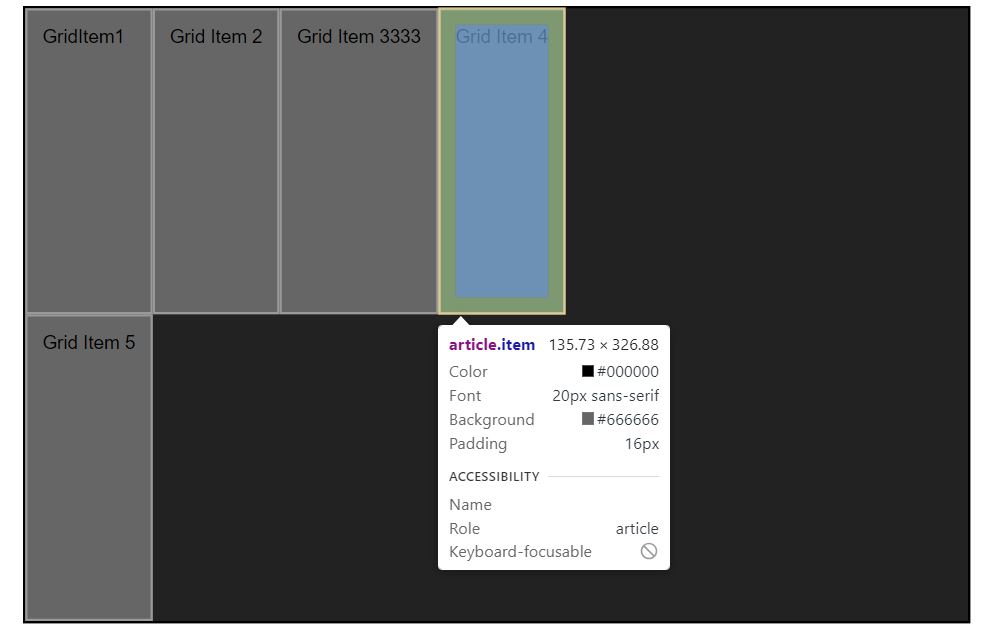 GridItem1 Grid Item 2 Grid Item 3333 Grid Item 4
Grid Item 5
article.item 135.73 × 326.88
Color #000000
Font 20px sans-serif
Background #666666
Padding 16px
ACCESSIBILITY
Name
Role article
Keyboard-focusable